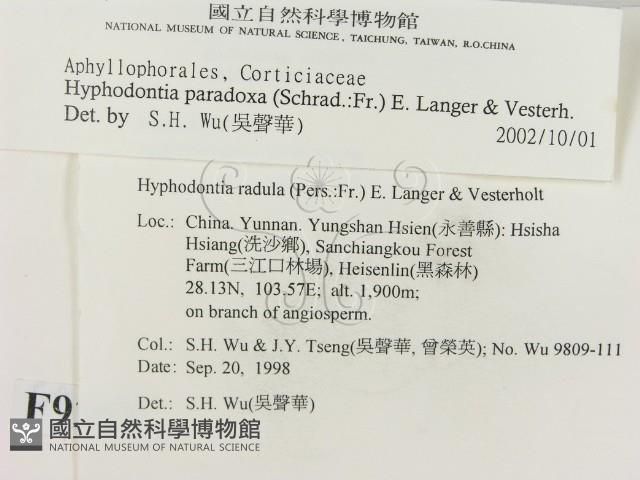 國立自然科學博物館
NATIONAL MUSEUM OF NATURAL SCIENCE, TAICHUNG, TAIWAN, R.O.CHINA
Aphyllophorales, Corticiaceae
Hyphodontia paradoxa (Schrad.:Fr.) E. Langer & Vesterh.
Det. by S.H. Wu(吳聲華)
2002/10/01
Hyphodontia radula (Pers.:Fr.) E. Langer & Vesterholt
Loc.: China. Yunnan. Yungshan Hsien(永善縣): Hsisha
Hsiang(洗沙鄉), Sanchiangkou Forest
Farm(三江口林場), Heisenlin(黑森林)
28.13N, 103.57E; alt. 1,900m;
on branch of angiosperm.
Col.: S.H. Wu & J.Y. Tseng(吳聲華, 曾榮英); No. Wu 9809-111
Date: Sep. 20, 1998
Det.: S.H. Wu(吳聲華)
國立自然科學博物館
NATIONAL MUSEUM OF NATURAL SCIENCE